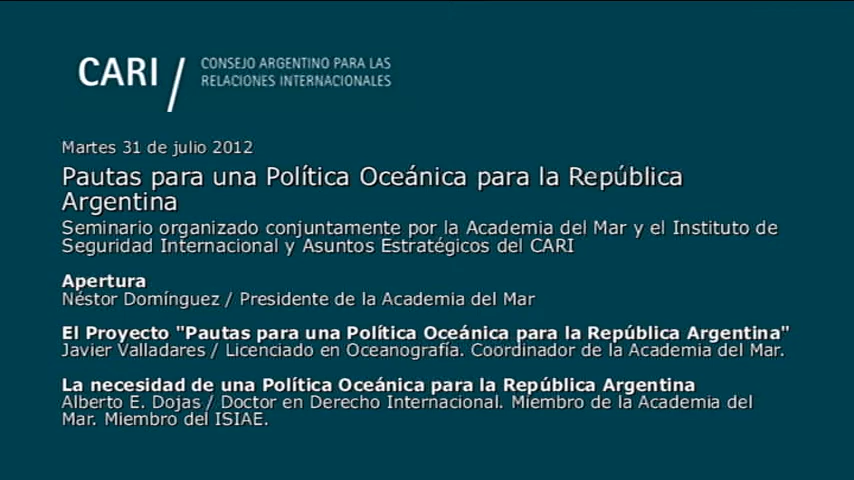 CARI/ CONSEJO ARGENTINO PARA LAS
RELACIONES INTERNACIONALES
Martes 31 de julio 2012
Pautas para una Política Oceánica para la República
Argentina
Seminario organizado conjuntamente por la Academia del Mar y el Instituto de
Seguridad Internacional y Asuntos Estratégicos del CARI
Apertura
Néstor Domínguez / Presidente de la Academia del Mar
El Proyecto "Pautas para una Política Oceánica para la República Argentina"
Javier Valladares / Licenciado en Oceanografía. Coordinador de la Academia del Mar.
La necesidad de una Política Oceánica para la República Argentina
Alberto E. Dojas / Doctor en Derecho Internacional. Miembro de la Academia del
Mar. Miembro del ISIAE.